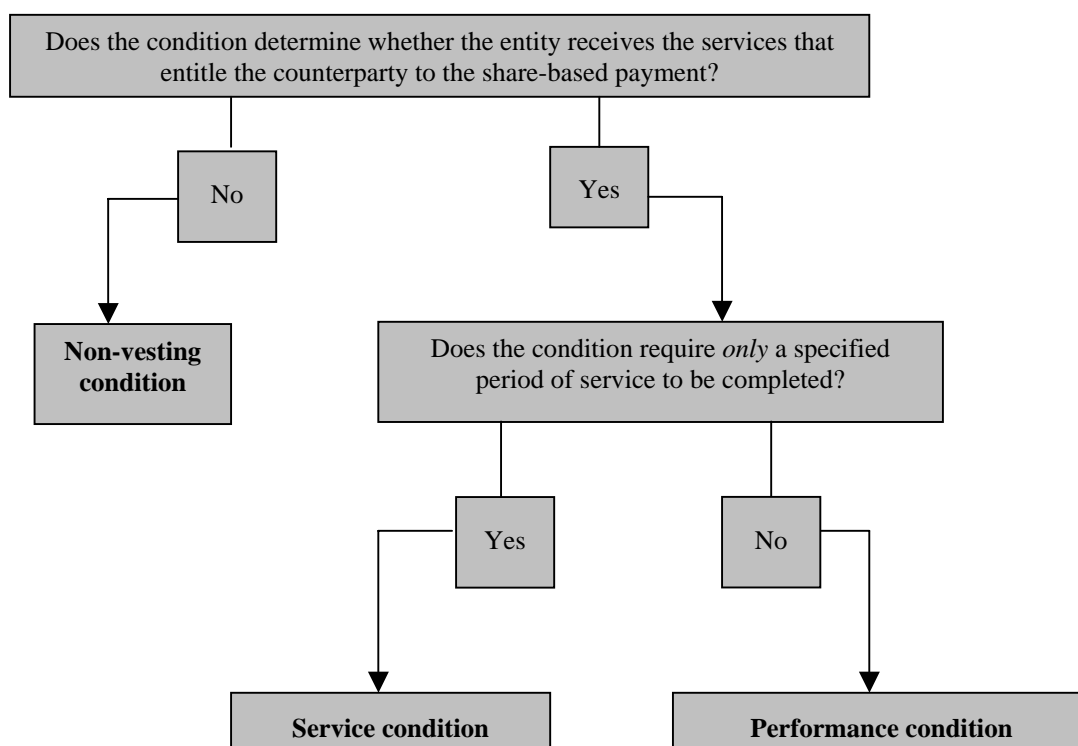 Does the condition determine whether the entity receives the services that
entitle the counterparty to the share-based payment?
No
Yes
Non-vesting
condition
Does the condition require only a specified
period of service to be completed?
Yes
No
Service condition
Performance condition